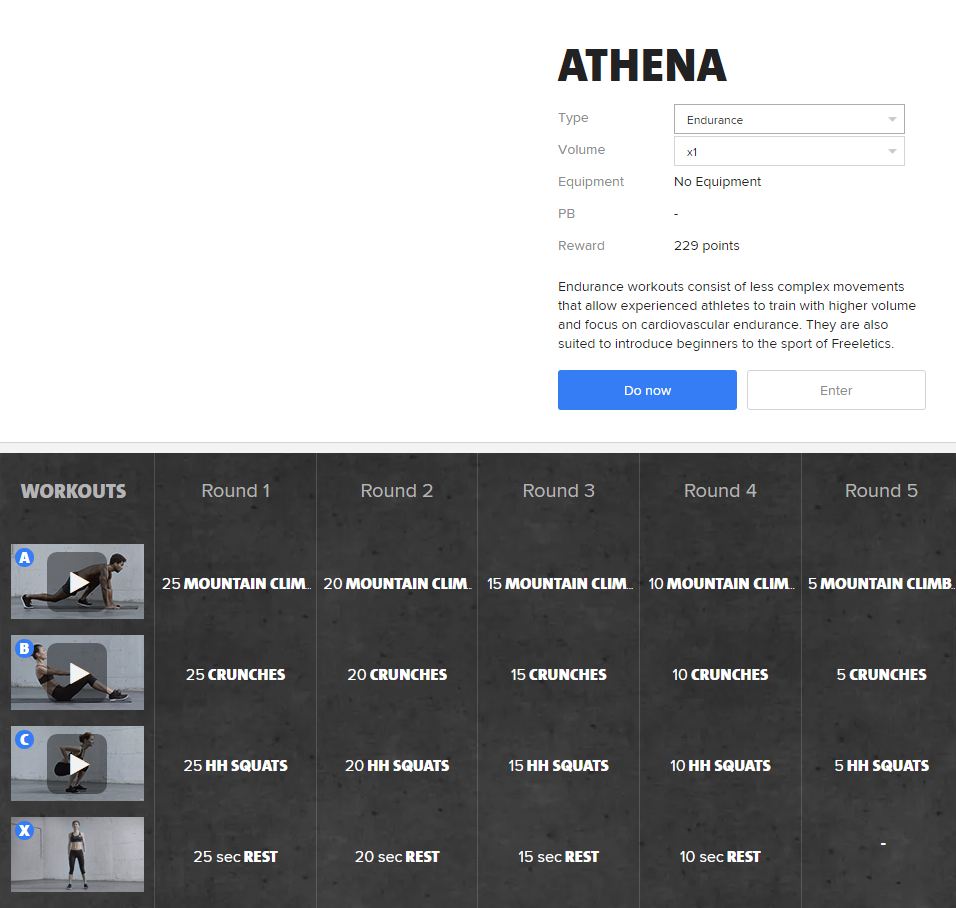 ATHENA
Type Endurance
Volume x1
Equipment No Equipment
PB -
Reward 229 points
Endurance workouts consist of less complex movements
that allow experienced athletes to train with higher volume
and focus on cardiovascular endurance. They are also
suited to introduce beginners to the sport of Freeletics.
Do now Enter
WORKOUTS Round 1 Round 2 Round 3 Round 4 Round 5
A 25 MOUNTAIN CLIM... 20 MOUNTAIN CLIM... 15 MOUNTAIN CLIM... 10 MOUNTAIN CLIM... 5 MOUNTAIN CLIMB...
B 25 CRUNCHES 20 CRUNCHES 15 CRUNCHES 10 CRUNCHES 5 CRUNCHES
C 25 HH SQUATS 20 HH SQUATS 15 HH SQUATS 10 HH SQUATS 5 HH SQUATS
X 25 sec REST 20 sec REST 15 sec REST 10 sec REST -